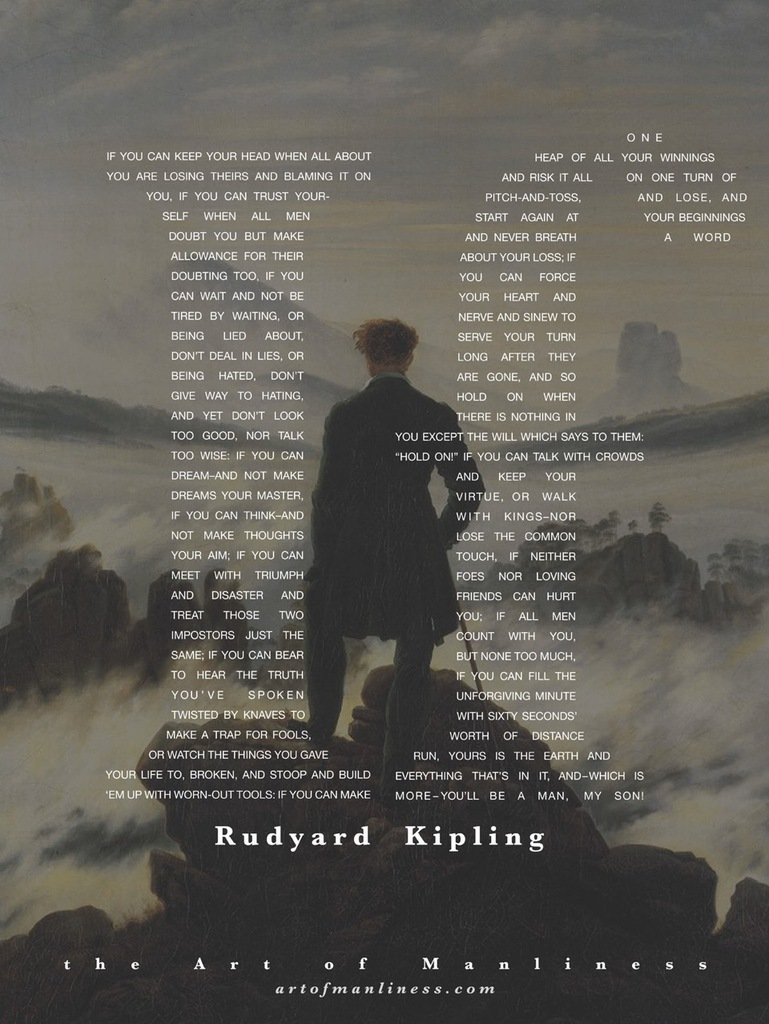 IF YOU CAN KEEP YOUR HEAD WHEN ALL ABOUT
YOU ARE LOSING THEIRS AND BLAMING IT ON
YOU, IF YOU CAN TRUST YOUR-
SELF WHEN ALL MEN
DOUBT YOU BUT MAKE
ALLOWANCE FOR THEIR
DOUBTING TOO, IF YOU
CAN WAIT AND NOT BE
TIRED BY WAITING, OR
BEING LIED ABOUT,
DON'T DEAL IN LIES, OR
BEING HATED, DON'T
GIVE WAY TO HATING,
AND YET DON'T LOOK
TOO GOOD, NOR TALK
TOO WISE: IF YOU CAN
DREAM–AND NOT MAKE
DREAMS YOUR MASTER,
IF YOU CAN THINK–AND
NOT MAKE THOUGHTS
YOUR AIM; IF YOU CAN
MEET WITH TRIUMPH
AND DISASTER AND
TREAT THOSE TWO
IMPOSTORS JUST THE
SAME; IF YOU CAN BEAR
TO HEAR THE TRUTH
YOU'VE SPOKEN
TWISTED BY KNAVES TO
MAKE A TRAP FOR FOOLS,
OR WATCH THE THINGS YOU GAVE
YOUR LIFE TO, BROKEN, AND STOOP AND BUILD
'EM UP WITH WORN-OUT TOOLS: IF YOU CAN MAKE
ONE
HEAP OF ALL YOUR WINNINGS
AND RISK IT ALL ON ONE TURN OF
PITCH-AND-TOSS, AND LOSE, AND
START AGAIN AT YOUR BEGINNINGS
AND NEVER BREATH A WORD
ABOUT YOUR LOSS; IF
YOU CAN FORCE
YOUR HEART AND
NERVE AND SINEW TO
SERVE YOUR TURN
LONG AFTER THEY
ARE GONE, AND SO
HOLD ON WHEN
THERE IS NOTHING IN
YOU EXCEPT THE WILL WHICH SAYS TO THEM:
“HOLD ON!” IF YOU CAN TALK WITH CROWDS
AND KEEP YOUR
VIRTUE, OR WALK
WITH KINGS–NOR
LOSE THE COMMON
TOUCH, IF NEITHER
FOES NOR LOVING
FRIENDS CAN HURT
YOU; IF ALL MEN
COUNT WITH YOU,
BUT NONE TOO MUCH,
IF YOU CAN FILL THE
UNFORGIVING MINUTE
WITH SIXTY SECONDS'
WORTH OF DISTANCE
RUN, YOURS IS THE EARTH AND
EVERYTHING THAT'S IN IT, AND–WHICH IS
MORE–YOU'LL BE A MAN, MY SON!
Rudyard Kipling
the Art of Manliness
artofmanliness.com